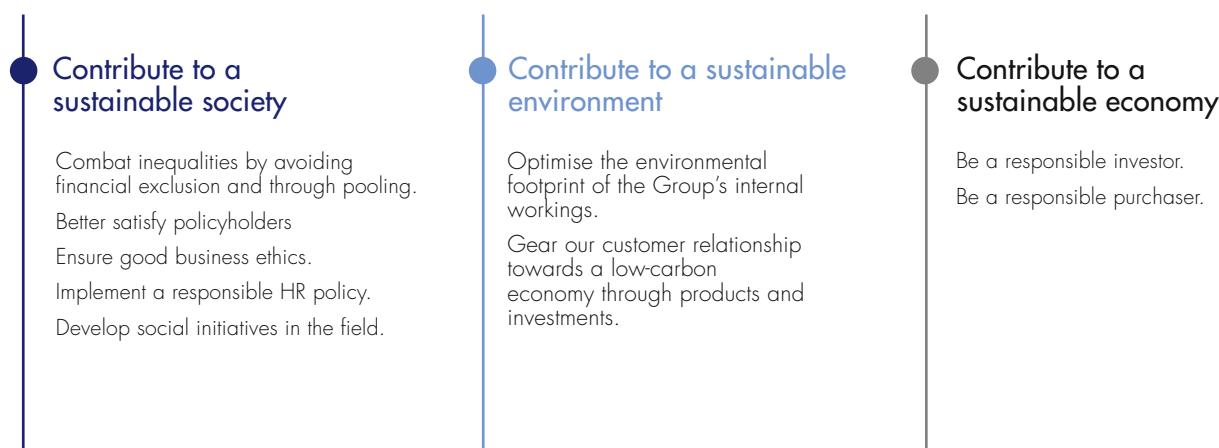 Contribute to a
sustainable society
Combat inequalities by avoiding
financial exclusion and through pooling.
Better satisfy policyholders
Ensure good business ethics.
Implement a responsible HR policy.
Develop social initiatives in the field.
Contribute to a sustainable
environment
Optimise the environmental
footprint of the Group's internal
workings.
Gear our customer relationship
towards a low-carbon
economy through products and
investments.
Contribute to a
sustainable economy
Be a responsible investor.
Be a responsible purchaser.